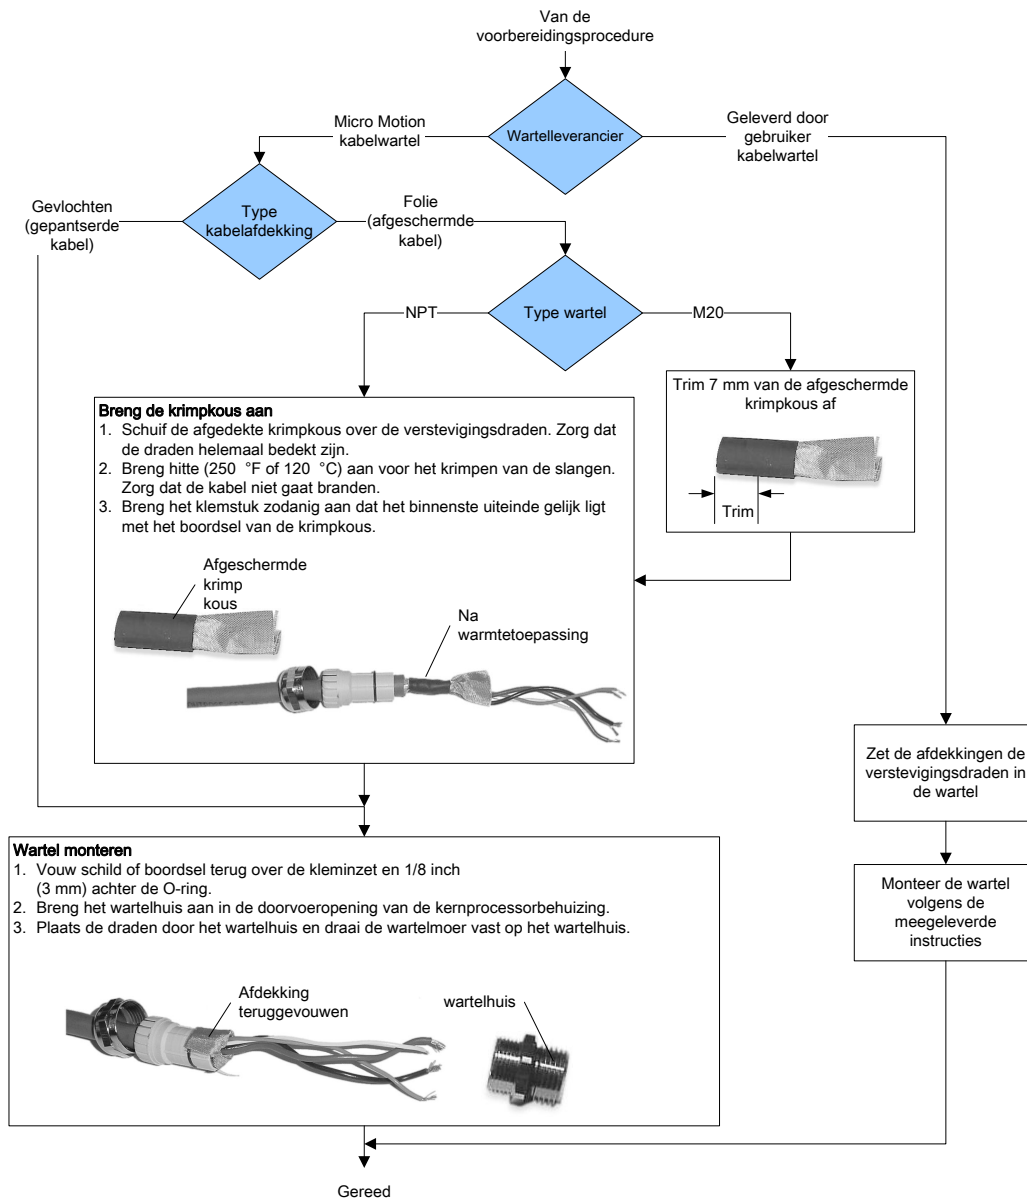 Van de
voorbereidingsprocedure
Wartelleverancier
Micro Motion
kabelwartel
Geleverd door
gebruiker
kabelwartel
Type
kabelafdekking
Gevlochten
(gepantserde
kabel)
Folie
(afgeschermde
kabel)
Type wartel
NPT
M20
Trim 7 mm van de afgeschermde
krimpkous af
Trim
Breng de krimpkous aan
1. Schuif de afgedekte krimpkous over de verstevigingsdraden. Zorg dat
de draden helemaal bedekt zijn.
2. Breng hitte (250 °F of 120 °C) aan voor het krimpen van de slangen.
Zorg dat de kabel niet gaat branden.
3. Breng het klemstuk zodanig aan dat het binnenste uiteinde gelijk ligt
met het boordsel van de krimpkous.
Afgeschermde
krimp
kous
Na
warmtetoepassing
Zet de afdekkingen de
verstevigingsdraden in
de wartel
Monteer de wartel
volgens de
meegeleverde
instructies
Wartel monteren
1. Vouw schild of boordsel terug over de kleminzet en 1/8 inch
(3 mm) achter de O-ring.
2. Breng het wartelhuis aan in de doorvoeropening van de kernprocessorbehuizing.
3. Plaats de draden door het wartelhuis en draai de wartelmoer vast op het wartelhuis.
Afdekking
teruggevouwen
wartelhuis
Gereed